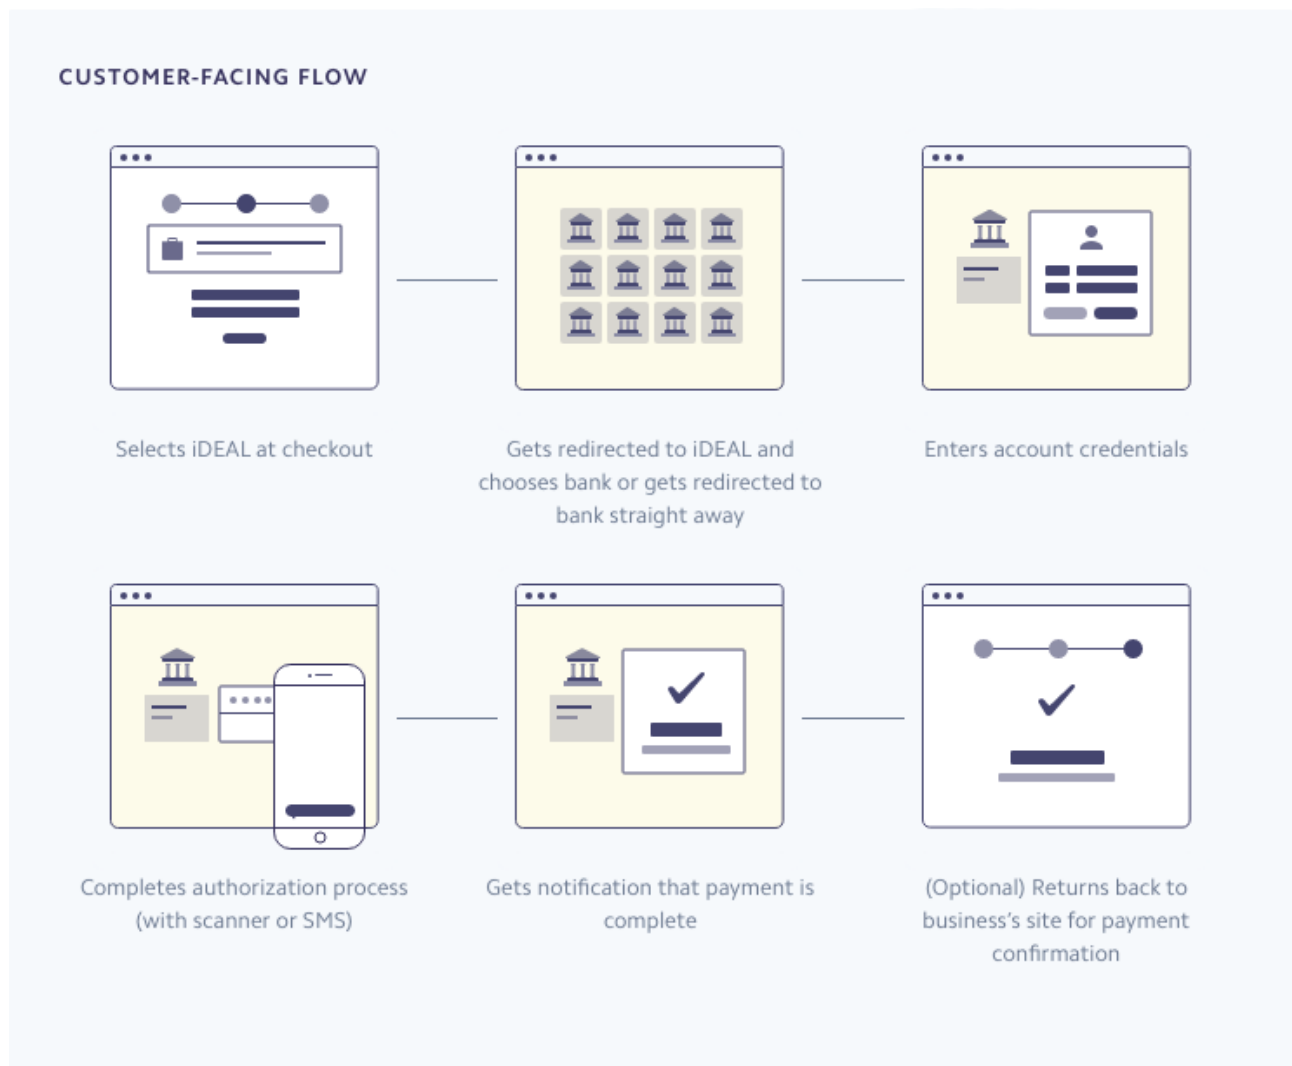 CUSTOMER-FACING FLOW
Selects iDEAL at checkout
Gets redirected to iDEAL and
chooses bank or gets redirected to
bank straight away
Enters account credentials
Completes authorization process
(with scanner or SMS)
Gets notification that payment is
complete
(Optional) Returns back to
business's site for payment
confirmation